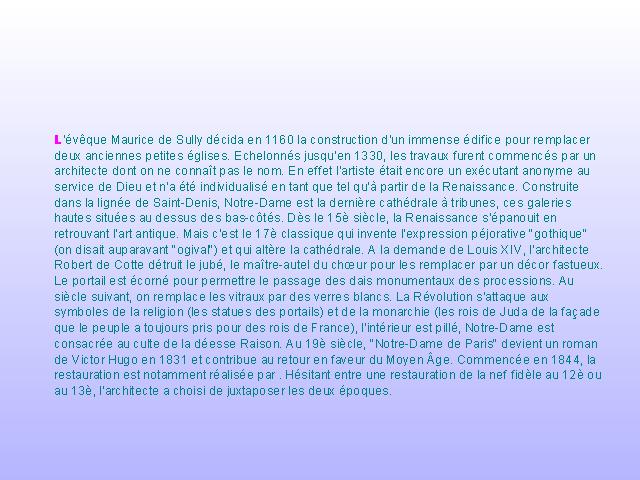 L'évêque Maurice de Sully décida en 1160 la construction d'un immense édifice pour remplacer
deux anciennes petites églises. Echelonnés jusqu'en 1330, les travaux furent commencés par un
architecte dont on ne connaît pas le nom. En effet l'artiste était encore un exécutant anonyme au
service de Dieu et n'a été individualisé en tant que tel qu'à partir de la Renaissance. Construite
dans la lignée de Saint-Denis, Notre-Dame est la dernière cathédrale à tribunes, ces galeries
hautes situées au dessus des bas-côtés. Dès le 15è siècle, la Renaissance s'épanouit en
retrouvant l'art antique. Mais c'est le 17è classique qui invente l'expression péjorative "gothique"
(on disait auparavant "ogival") et qui altère la cathédrale. A la demande de Louis XIV, l'architecte
Robert de Cotte détruit le jubé, le maître-autel du chœur pour les remplacer par un décor fastueux.
Le portail est écorné pour permettre le passage des dais monumentaux des processions. Au
siècle suivant, on remplace les vitraux par des verres blancs. La Révolution s'attaque aux
symboles de la religion (les statues des portails) et de la monarchie (les rois de Juda de la façade
que le peuple a toujours pris pour des rois de France), l'intérieur est pillé, Notre-Dame est
consacrée au culte de la déesse Raison. Au 19è siècle, "Notre-Dame de Paris" devient un roman
de Victor Hugo en 1831 et contribue au retour en faveur du Moyen Âge. Commencée en 1844, la
restauration est notamment réalisée par . Hésitant entre une restauration de la nef fidèle au 12è ou
au 13è, l'architecte a choisi de juxtaposer les deux époques.